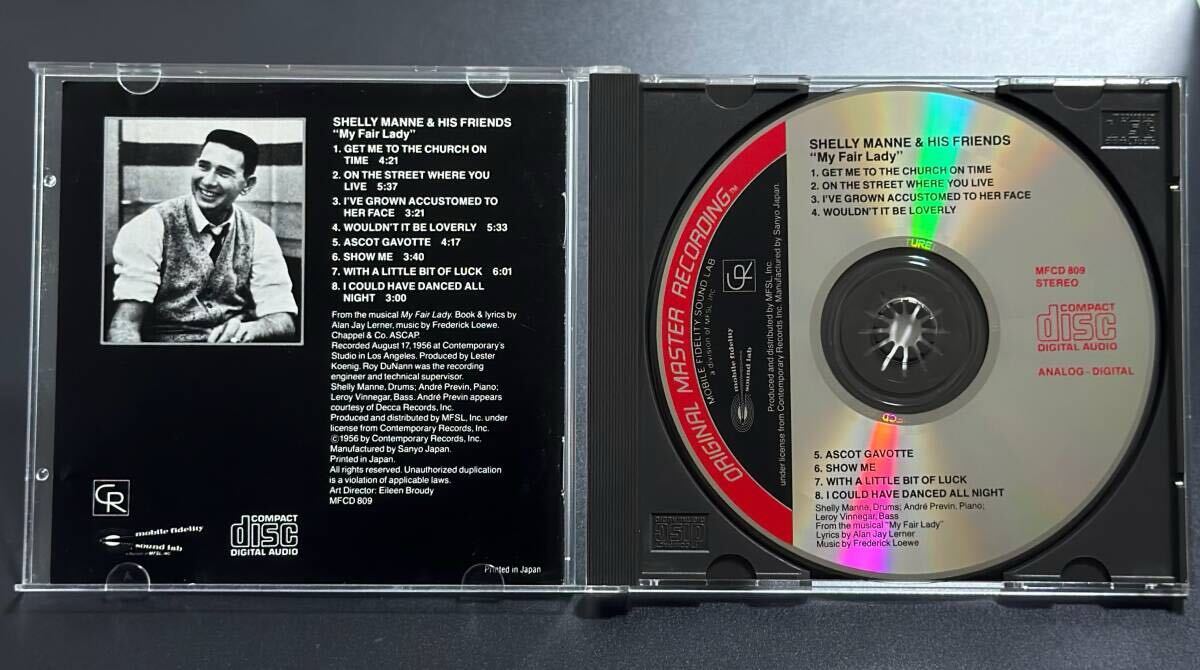 SHELLY MANNE & HIS FRIENDS
"My Fair Lady"
1. GET ME TO THE CHURCH ON
TIME 4:21
2. ON THE STREET WHERE YOU
LIVE 5:37
3. I'VE GROWN ACCUSTOMED TO
HER FACE 3:21
4. WOULDN'T IT BE LOVERLY 5:33
5. ASCOT GAVOTTE 4:17
6. SHOW ME 3:40
7. WITH A LITTLE BIT OF LUCK 6:01
8. I COULD HAVE DANCED ALL
NIGHT 3:00
From the musical My Fair Lady. Book & lyrics by
Alan Jay Lerner, music by Frederick Loewe.
Chappel & Co. ASCAP.
Recorded August 17, 1956 at Contemporary's
Studio in Los Angeles. Produced by Lester
Koenig. Roy DuNann was the recording
engineer and technical supervisor.
Shelly Manne, Drums; André Previn, Piano;
Leroy Vinnegar, Bass. André Previn appears
courtesy of Decca Records, Inc.
Produced and distributed by MFSL. Inc. under
license from Contemporary Records, Inc.
©1956 by Contemporary Records, Inc.
Manufactured by Sanyo Japan.
Printed in Japan.
All rights reserved. Unauthorized duplication
is a violation of applicable laws.
Art Director: Eileen Broudy
MFCD 809
CR
mobile fidelity
sound lab
COMPACT
disc
DIGITAL AUDIO
Printed in Japan
ORIGINAL MASTER RECORDING™
MOBILE FIDELITY SOUND LAB
a division of MFSL, Inc.
CR
mobile fidelity
sound lab
Produced and distributed by MFSL, Inc.
under license from Contemporary Records Inc. Manufactured by Sanyo Japan.
SHELLY MANNE & HIS FRIENDS
"My Fair Lady"
1. GET ME TO THE CHURCH ON TIME
2. ON THE STREET WHERE YOU LIVE
3. I'VE GROWN ACCUSTOMED TO HER FACE
4. WOULDN'T IT BE LOVERLY
MFCD 809
STEREO
COMPACT
disc
DIGITAL AUDIO
ANALOG – DIGITAL
5. ASCOT GAVOTTE
6. SHOW ME
7. WITH A LITTLE BIT OF LUCK
8. I COULD HAVE DANCED ALL NIGHT
Shelly Manne, Drums; André Previn, Piano;
Leroy Vinnegar, Bass
From the musical "My Fair Lady"
Lyrics by Alan Jay Lerner
Music by Frederick Loewe
disc